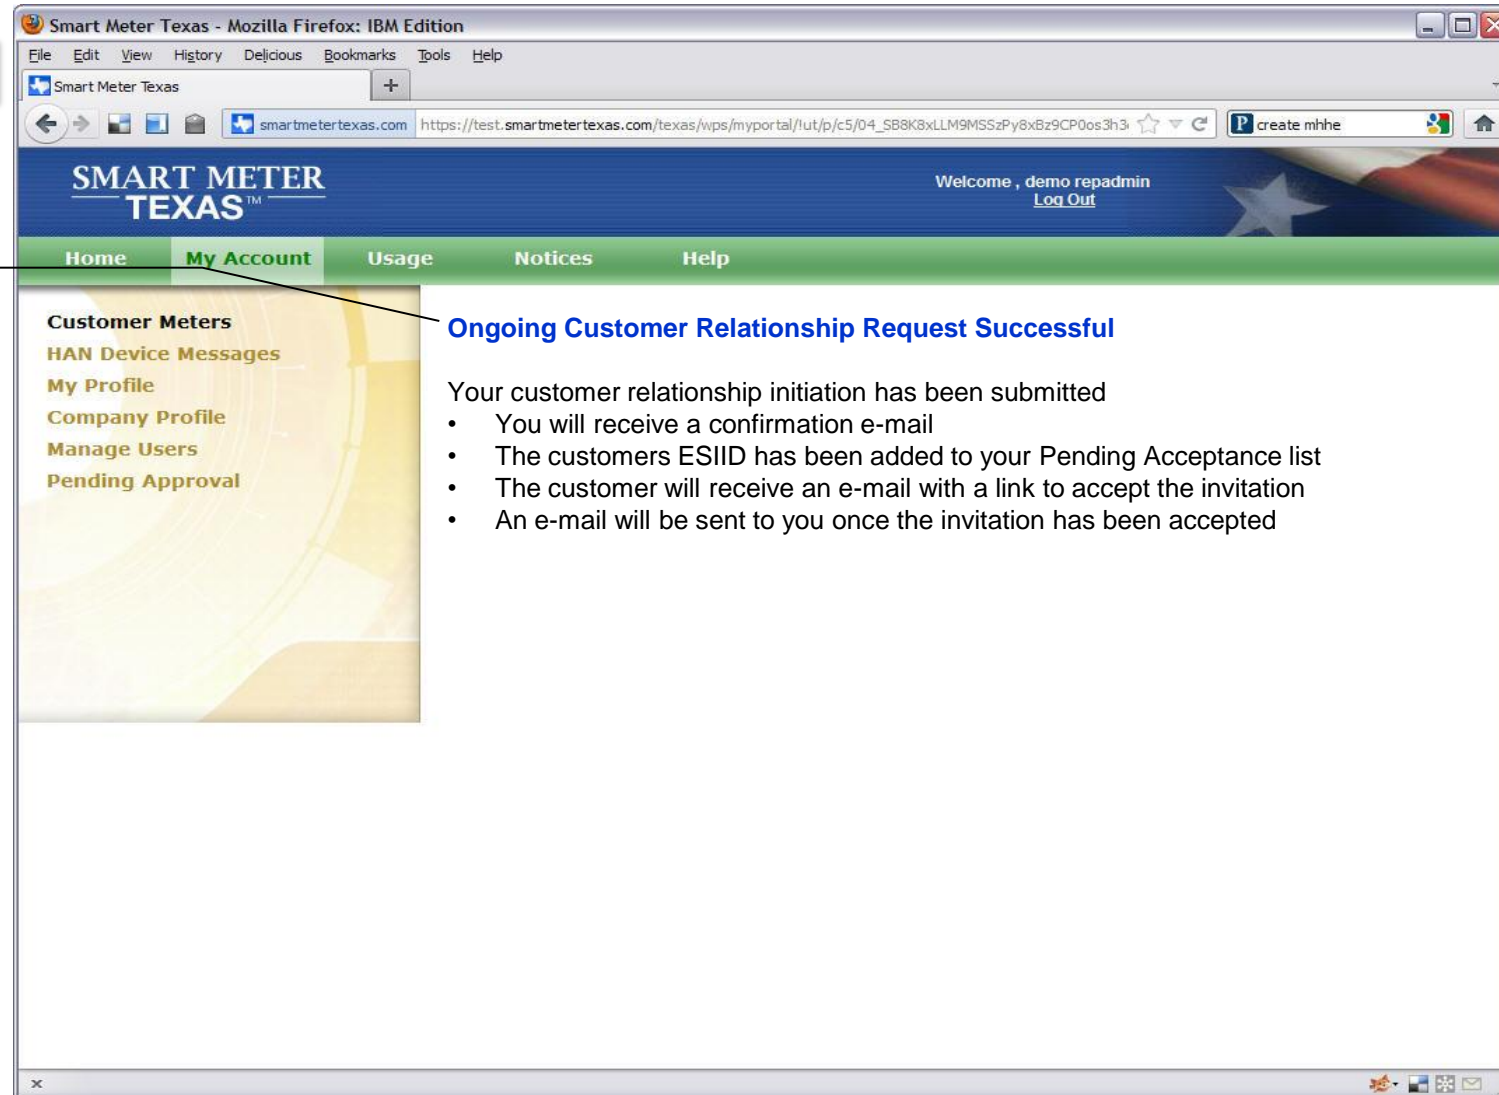 Smart Meter Texas - Mozilla Firefox: IBM Edition
File Edit View History Delicious Bookmarks Tools Help
Smart Meter Texas
smartmetertexas.com https://test.smartmetertexas.com/texas/wps/myportal/!ut/p/c5/04_SB8K8xLLM9MSSzPy8xBz9CP0os3h3 create mhhe
SMART METER
TEXAS™
Welcome , demo repadmin
Log Out
Home My Account Usage Notices Help
Customer Meters
HAN Device Messages
My Profile
Company Profile
Manage Users
Pending Approval
Ongoing Customer Relationship Request Successful
Your customer relationship initiation has been submitted
• You will receive a confirmation e-mail
• The customers ESIID has been added to your Pending Acceptance list
• The customer will receive an e-mail with a link to accept the invitation
• An e-mail will be sent to you once the invitation has been accepted